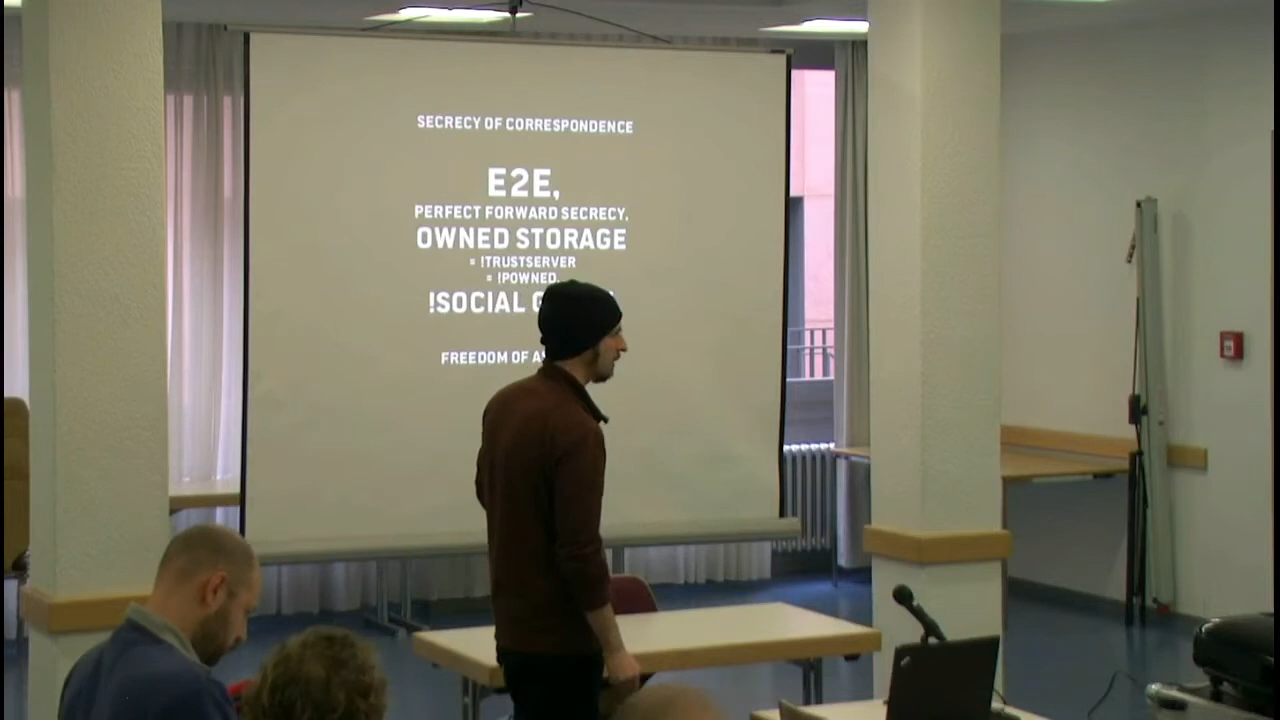 SECRECY OF CORRESPONDENCE
E2E,
PERFECT FORWARD SECRECY.
OWNED STORAGE
= !TRUSTSERVER
= !POWNED.
!SOCIAL
FREEDOM OF